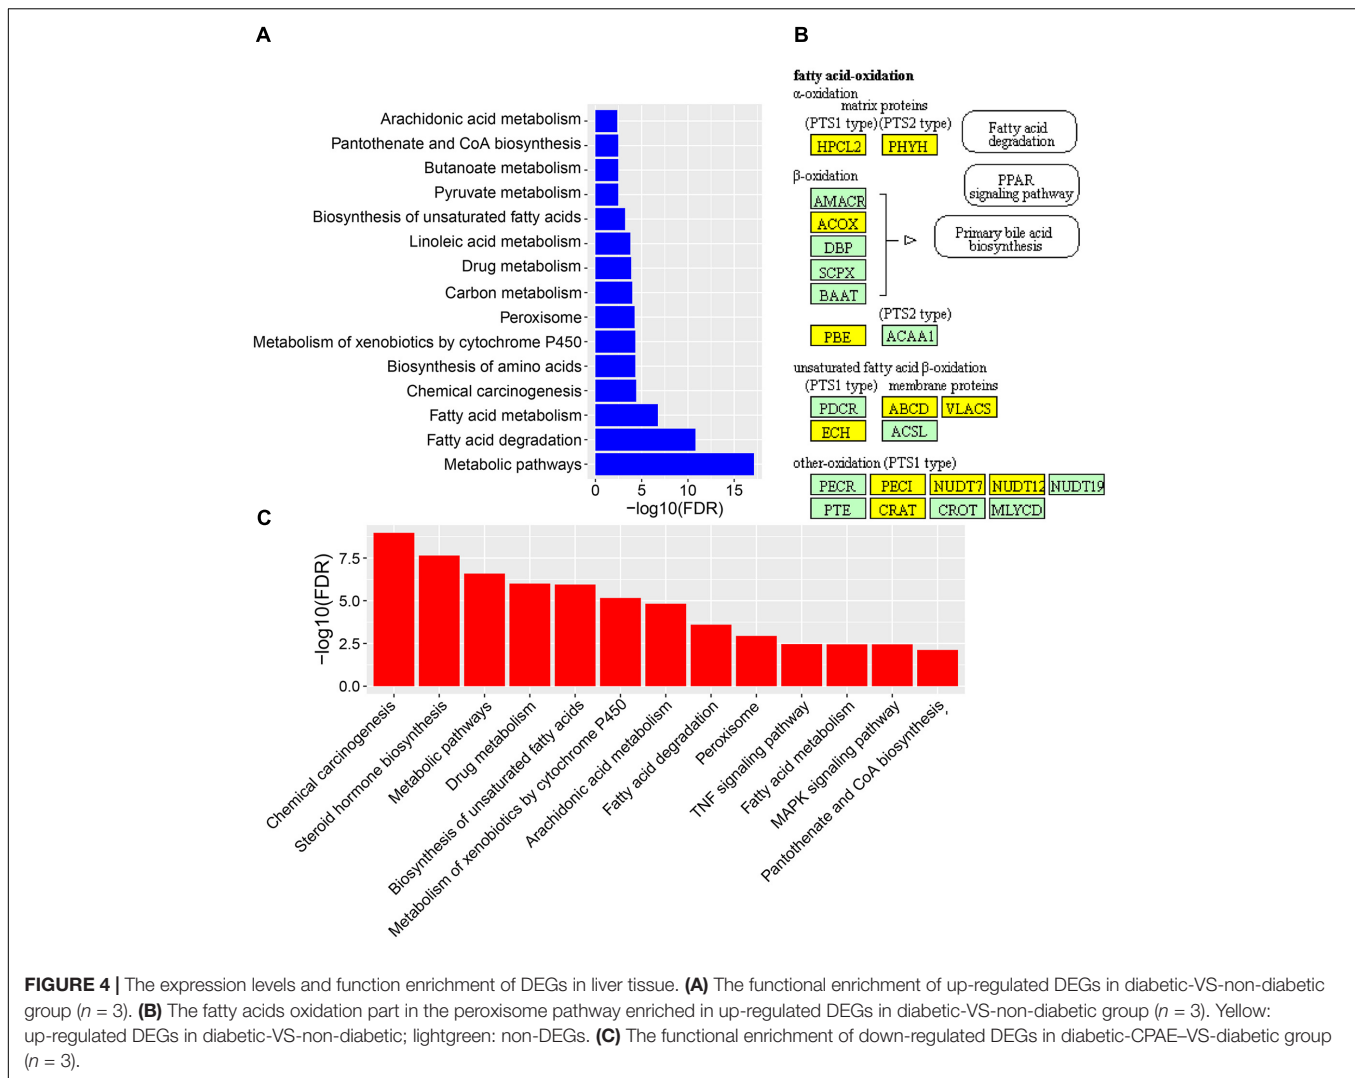 A
Arachidonic acid metabolism
Pantothenate and CoA biosynthesis
Butanoate metabolism
Pyruvate metabolism
Biosynthesis of unsaturated fatty acids
Linoleic acid metabolism
Drug metabolism
Carbon metabolism
Peroxisome
Metabolism of xenobiotics by cytochrome P450
Biosynthesis of amino acids
Chemical carcinogenesis
Fatty acid metabolism
Fatty acid degradation
Metabolic pathways
0 5 10 15
−log10(FDR)
B
fatty acid-oxidation
α-oxidation
matrix proteins
(PTS1 type) (PTS2 type)
HPCL2 PHYH
Fatty acid
degradation
PPAR
signaling pathway
Primary bile acid
biosynthesis
β-oxidation
AMACR
ACOX
DBP
SCPX
BAAT
(PTS2 type)
PBE ACAA1
unsaturated fatty acid β-oxidation
(PTS1 type) membrane proteins
PDCR ABCD VLACS
ECH ACSL
other-oxidation (PTS1 type)
PECR PECI NUDT7 NUDT12 NUDT19
PTE CRAT CROT MLYCD
C
−log10(FDR)
7.5
5.0
2.5
0.0
Chemical carcinogenesis
Steroid hormone biosynthesis
Metabolic pathways
Drug metabolism
Biosynthesis of unsaturated fatty acids
Metabolism of xenobiotics by cytochrome P450
Arachidonic acid metabolism
Fatty acid degradation
Peroxisome
TNF signaling pathway
Fatty acid metabolism
MAPK signaling pathway
Pantothenate and CoA biosynthesis
FIGURE 4 | The expression levels and function enrichment of DEGs in liver tissue. (A) The functional enrichment of up-regulated DEGs in diabetic-VS-non-diabetic
group (n = 3). (B) The fatty acids oxidation part in the peroxisome pathway enriched in up-regulated DEGs in diabetic-VS-non-diabetic group (n = 3). Yellow:
up-regulated DEGs in diabetic-VS-non-diabetic; lightgreen: non-DEGs. (C) The functional enrichment of down-regulated DEGs in diabetic-CPAE–VS-diabetic group
(n = 3).